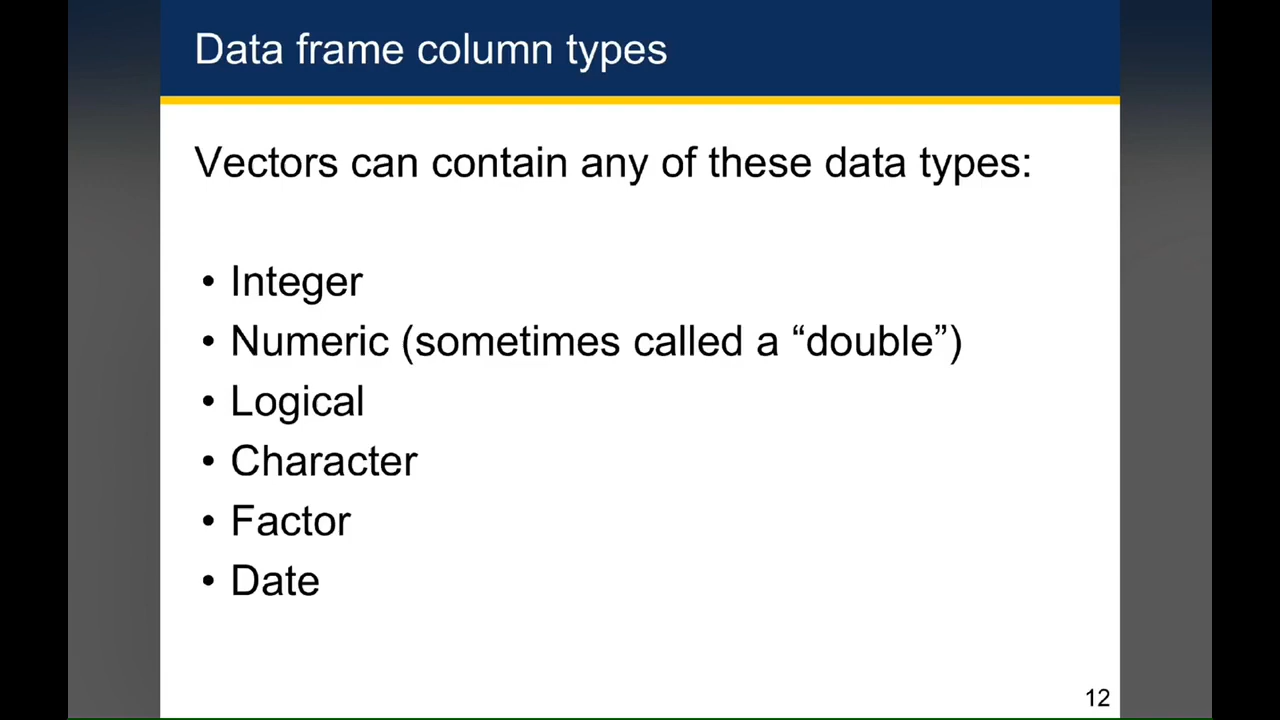 Data frame column types
Vectors can contain any of these data types:
• Integer
• Numeric (sometimes called a “double”)
• Logical
• Character
• Factor
• Date
12